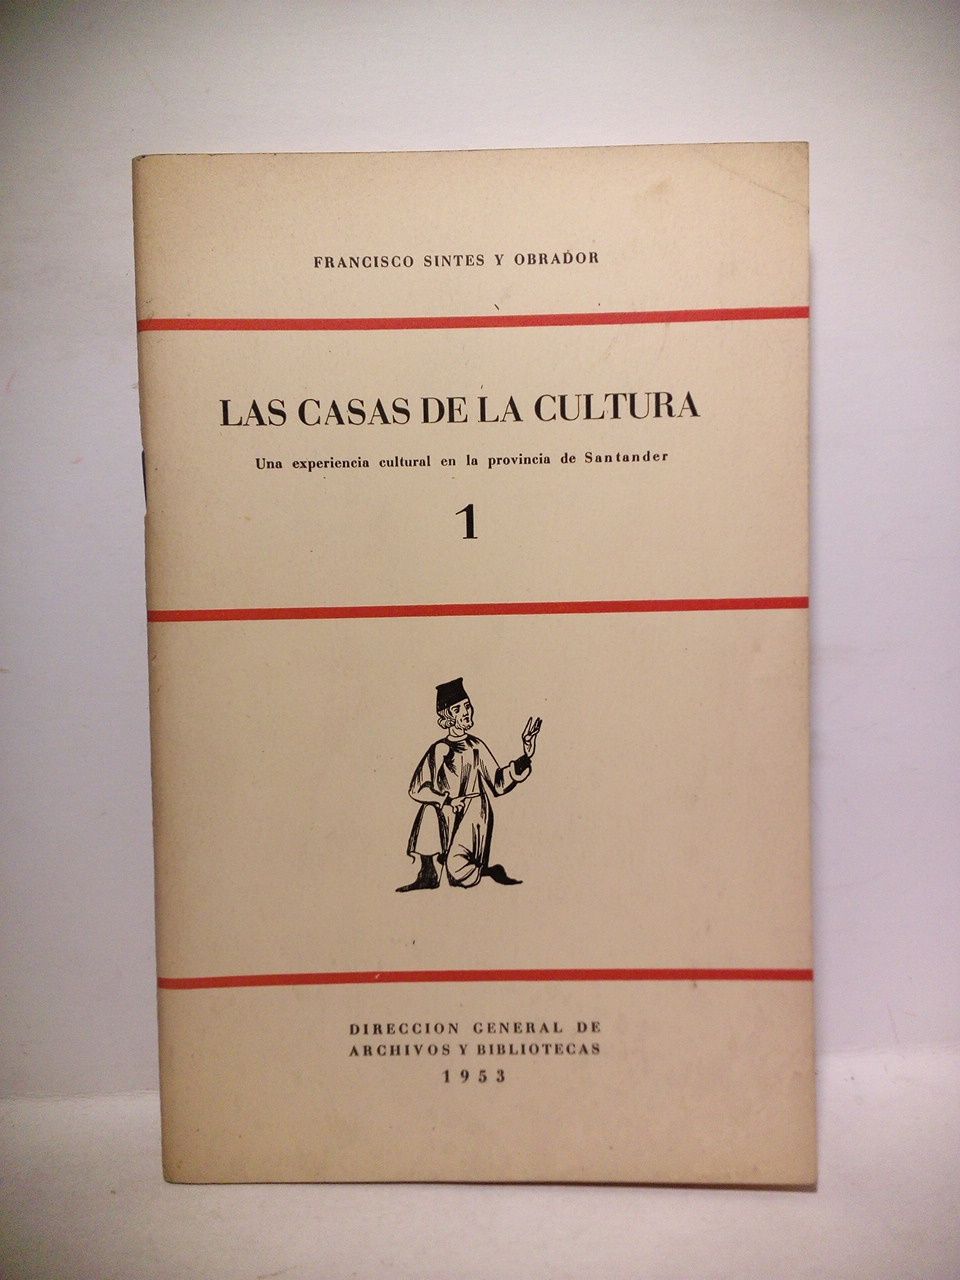 FRANCISCO SINTES Y OBRADOR
LAS CASAS DE LA CULTURA
Una experiencia cultural en la provincia de Santander
1
DIRECCION GENERAL DE
ARCHIVOS Y BIBLIOTECAS
1953